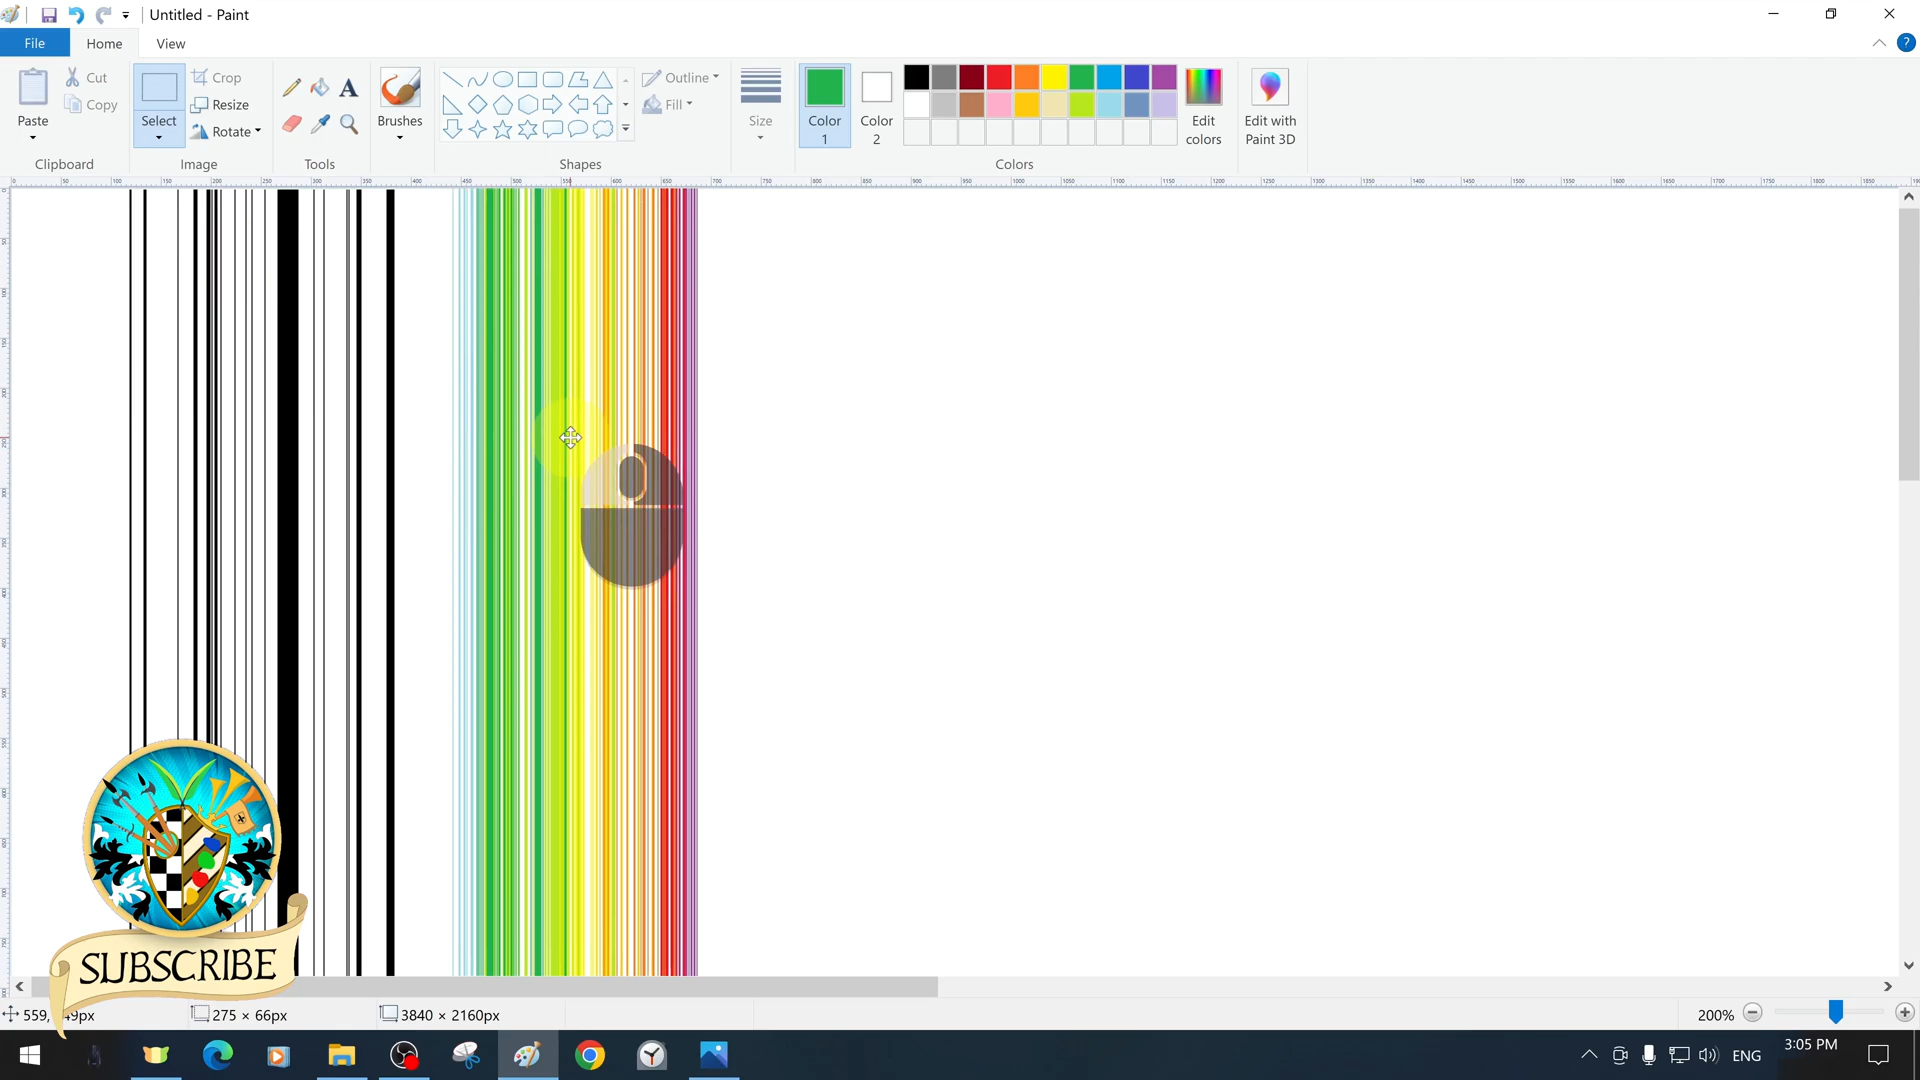 Untitled - Paint
File Home View
Paste
Cut
Copy
Clipboard
Select
Crop
Resize
Rotate
Image
Tools
Brushes
Outline
Fill
Shapes
Size
Color 1
Color 2
Edit colors
Colors
Edit with Paint 3D
SUBSCRIBE
275 × 66px
3840 × 2160px
200%
ENG
3:05 PM